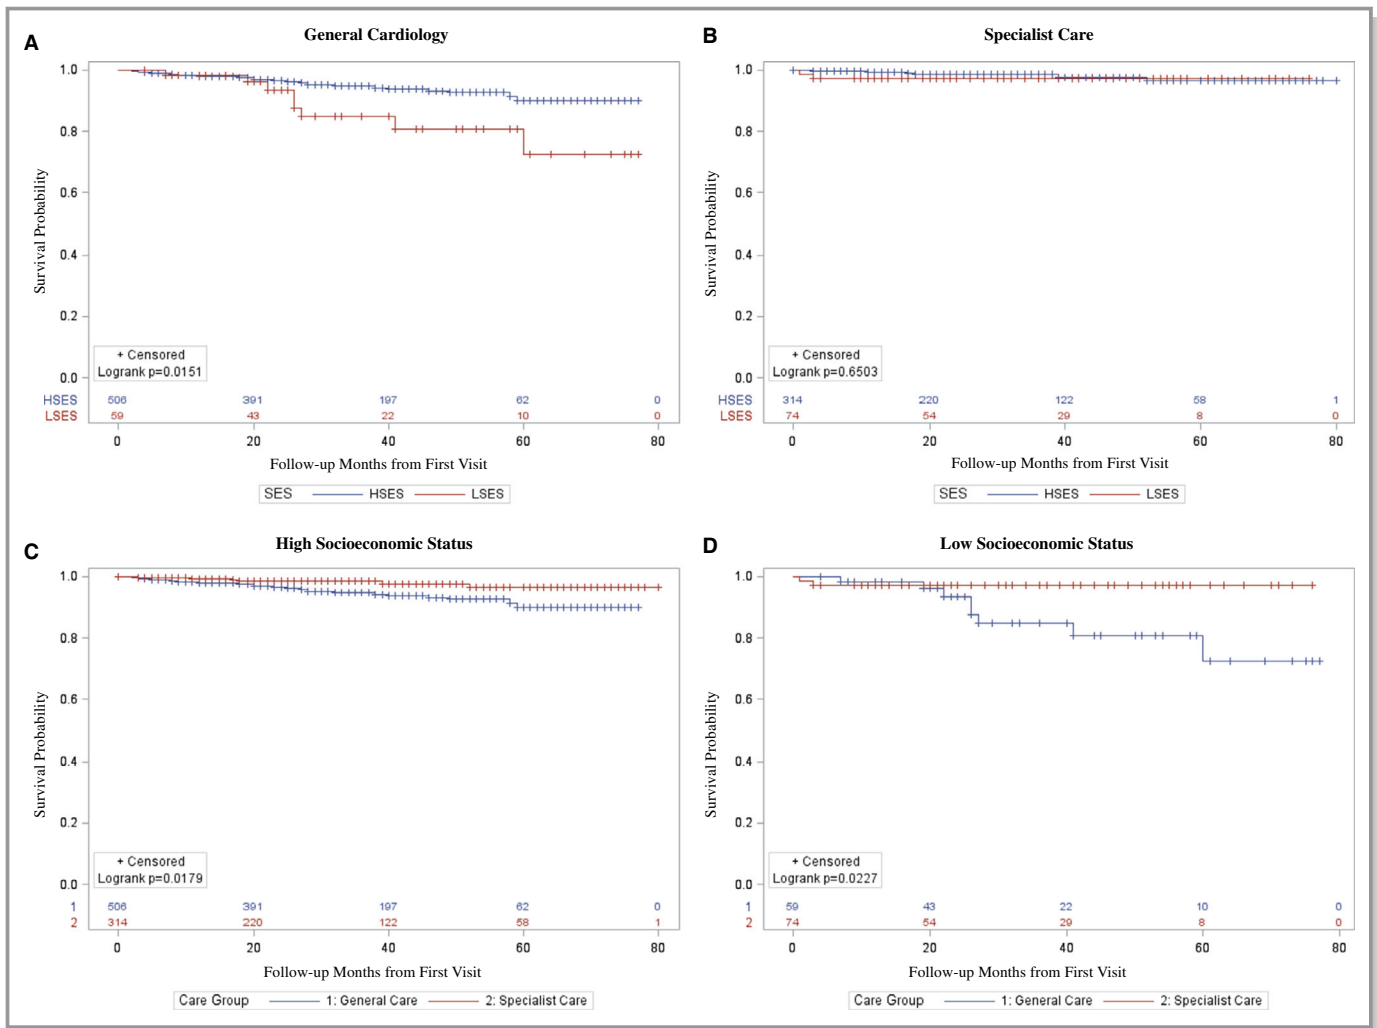 A
General Cardiology
1.0
0.8
0.6
0.4
0.2
0.0
Survival Probability
+ Censored
Logrank p=0.0151
HSES 506 391 197 62 0
LSES 59 43 22 10 0
0 20 40 60 80
Follow-up Months from First Visit
SES HSES LSES
B
Specialist Care
1.0
0.8
0.6
0.4
0.2
0.0
Survival Probability
+ Censored
Logrank p=0.6503
HSES 314 220 122 58 1
LSES 74 54 29 8 0
0 20 40 60 80
Follow-up Months from First Visit
SES HSES LSES
C
High Socioeconomic Status
1.0
0.8
0.6
0.4
0.2
0.0
Survival Probability
+ Censored
Logrank p=0.0179
1 506 391 197 62 0
2 314 220 122 58 1
0 20 40 60 80
Follow-up Months from First Visit
Care Group 1: General Care 2: Specialist Care
D
Low Socioeconomic Status
1.0
0.8
0.6
0.4
0.2
0.0
Survival Probability
+ Censored
Logrank p=0.0227
1 59 43 22 10 0
2 74 54 29 8 0
0 20 40 60 80
Follow-up Months from First Visit
Care Group 1: General Care 2: Specialist Care